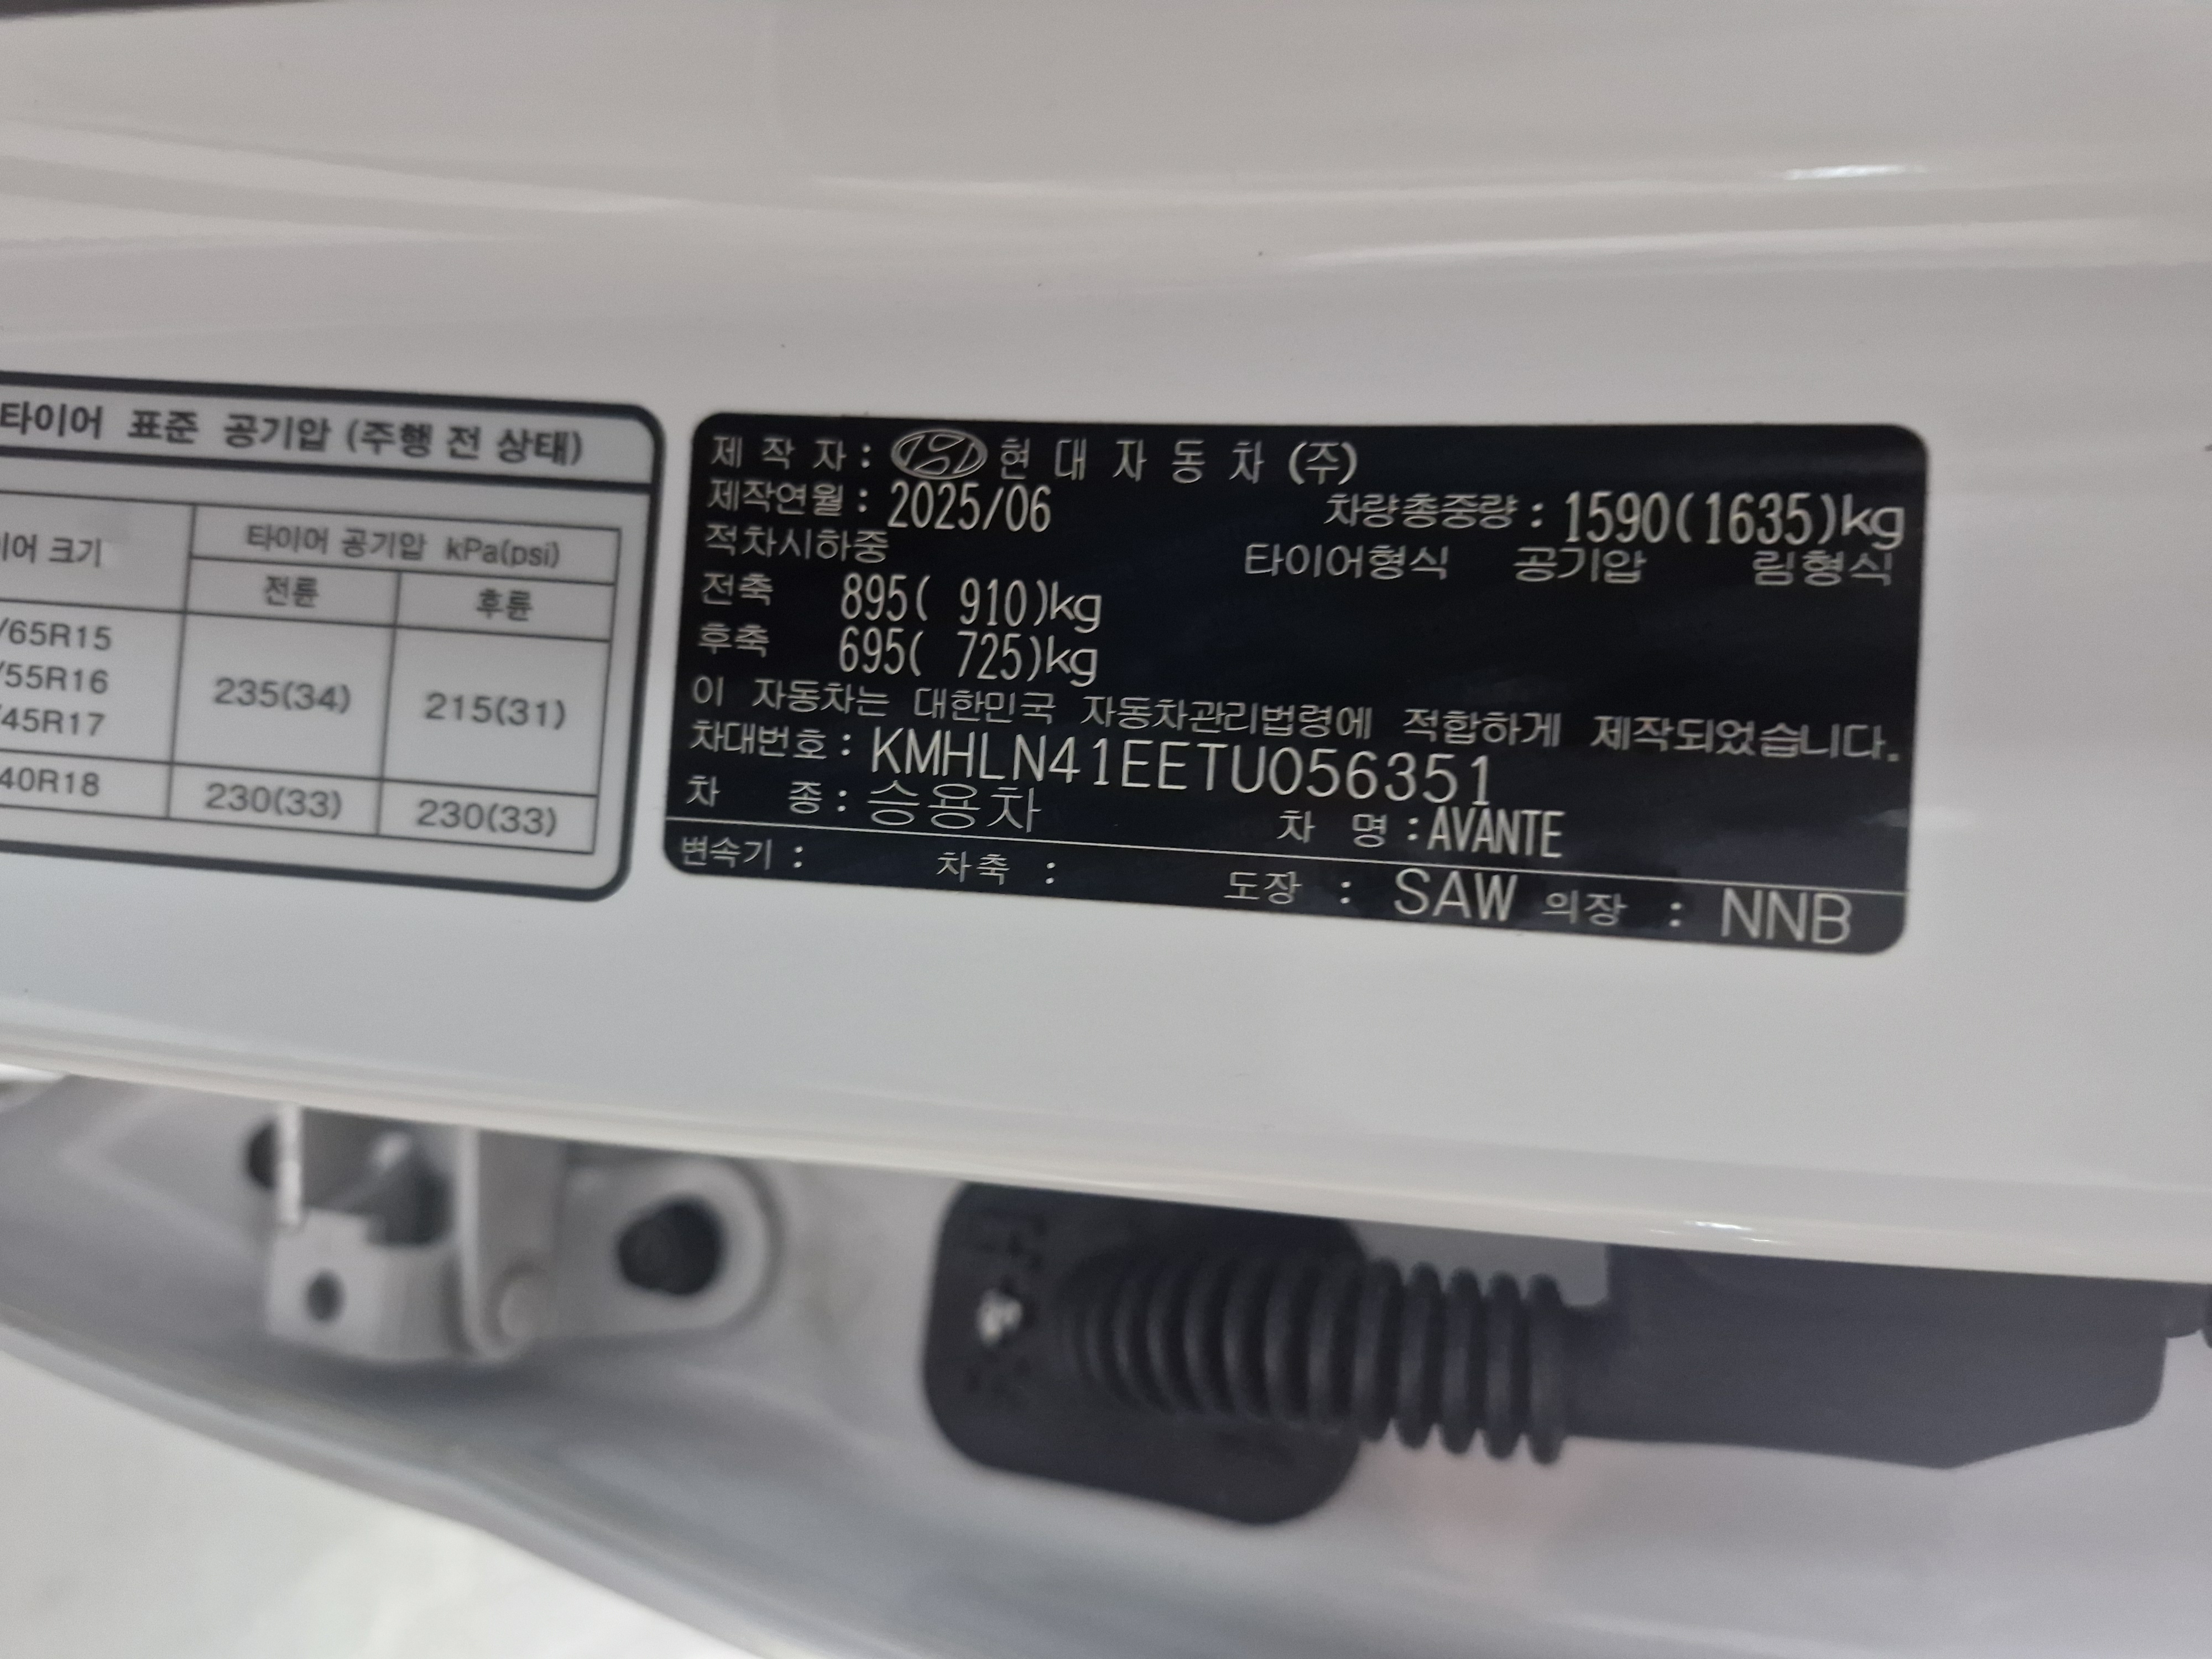 타이어 표준 공기압 (주행 전 상태)
이어 크기
타이어 공기압 kPa(psi)
전륜 후륜
/65R15
/55R16
/45R17
235(34) 215(31)
40R18 230(33) 230(33)
제 작 자 : 현 대 자 동 차 (주)
제작연월 : 2025/06 차량총중량 : 1590(1635)kg
적차시하중 타이어형식 공기압 림형식
전축 895( 910)kg
후축 695( 725)kg
이 자동차는 대한민국 자동차관리법령에 적합하게 제작되었습니다.
차대번호 : KMHLN41EETU056351
차 종 : 승용차 차 명 : AVANTE
변속기 : 차축 : 도장 : SAW 의장 : NNB